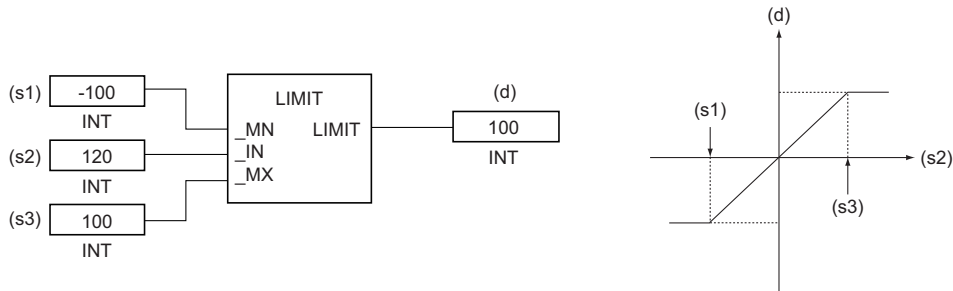 (s1)
-100
INT
(s2)
120
INT
(s3)
100
INT
LIMIT
_MN
_IN
_MX
LIMIT
(d)
100
INT
(d)
(s1)
(s2)
(s3)